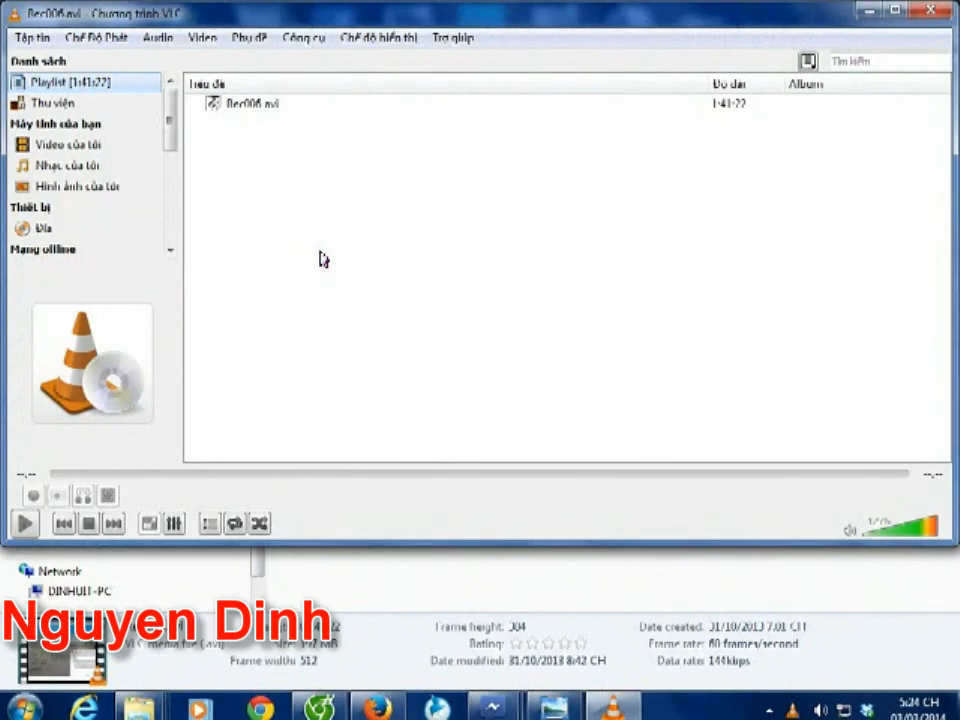 Rec006.avi - Chương trình VLC
Tập tin Chế Độ Phát Audio Video Phụ đề Công cụ Chế độ hiển thị Trợ giúp
Danh sách
Tìm kiếm
Playlist [1:41:22]
Tiêu đề Độ dài Album
Thư viện
Rec006.avi 1:41:22
Máy tính của bạn
Video của tôi
Nhạc của tôi
Hình ảnh của tôi
Thiết bị
Đĩa
Mạng offline
--:-- --:--
Network
DINHUIT-PC
Nguyen Dinh
VLC media file (.avi)
Frame width: 512
Frame height: 384
Rating:
Date modified: 31/10/2013 8:42 CH
Date created: 31/10/2013 7:01 CH
Frame rate: 60 frames/second
Data rate: 144kbps
5:24 CH